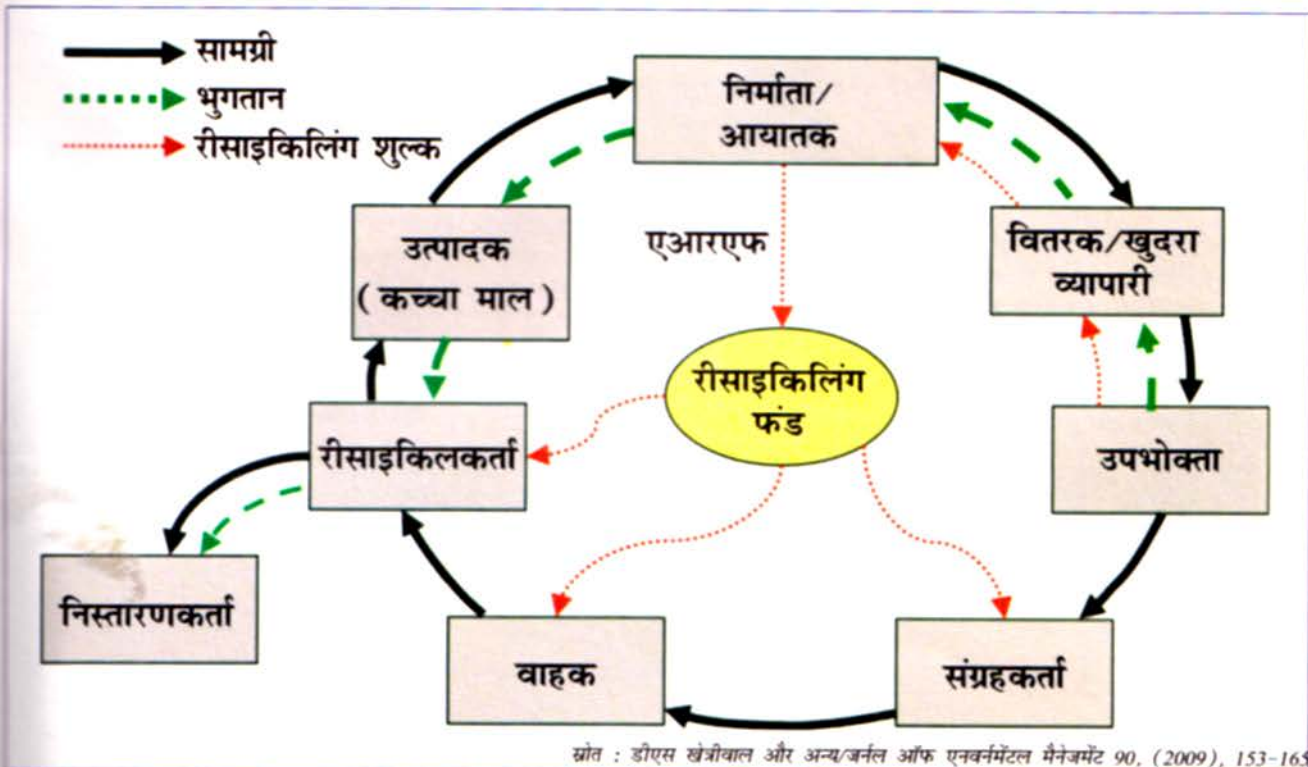 सामग्री
भुगतान
रीसाइकिलिंग शुल्क
निर्माता/
आयातक
उत्पादक
(कच्चा माल)
एआरएफ
वितरक/खुदरा
व्यापारी
रीसाइकिलिंग
फंड
रीसाइकिलकर्ता
उपभोक्ता
निस्तारणकर्ता
वाहक
संग्रहकर्ता
स्रोत : डीएस खेत्रीवाल और अन्य/जर्नल ऑफ एनवर्नमेंटल मैनेजमेंट 90, (2009), 153-165